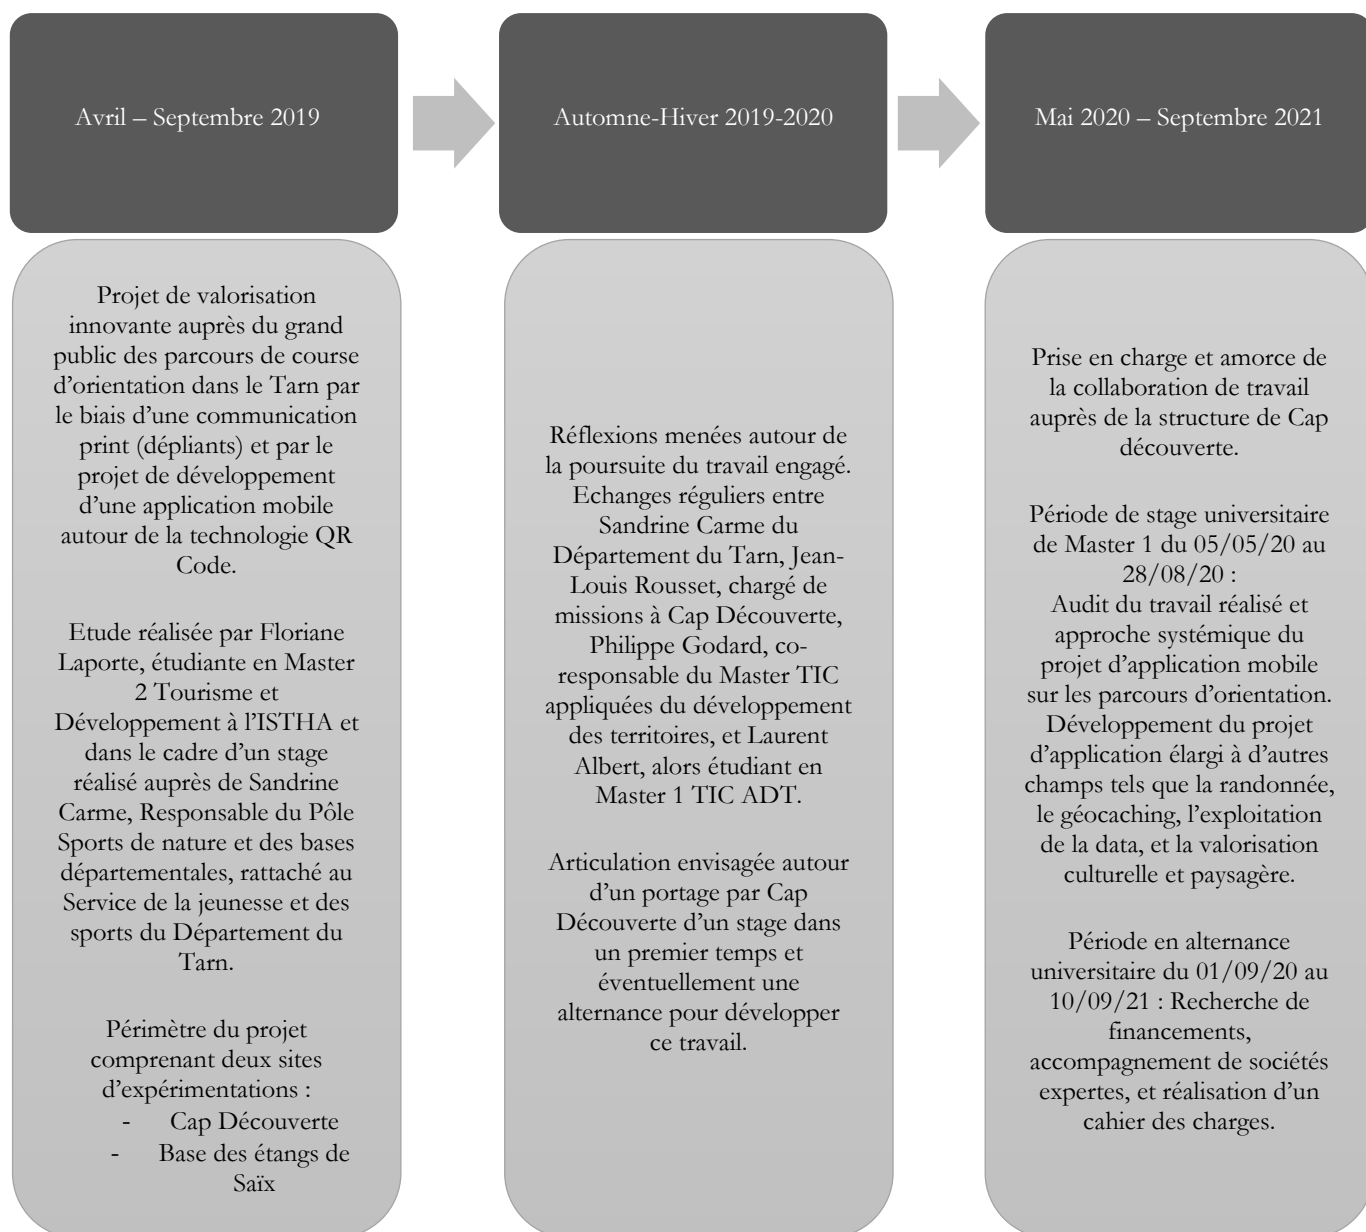 Avril – Septembre 2019
Automne-Hiver 2019-2020
Mai 2020 – Septembre 2021
Projet de valorisation
innovante auprès du grand
public des parcours de course
d’orientation dans le Tarn par
le biais d’une communication
print (dépliants) et par le
projet de développement
d’une application mobile
autour de la technologie QR
Code.
Etude réalisée par Floriane
Laporte, étudiante en Master
2 Tourisme et
Développement à l’ISTHA et
dans le cadre d’un stage
réalisé auprès de Sandrine
Carme, Responsable du Pôle
Sports de nature et des bases
départementales, rattaché au
Service de la jeunesse et des
sports du Département du
Tarn.
Périmètre du projet
comprenant deux sites
d’expérimentations :
- Cap Découverte
- Base des étangs de
Saïx
Réflexions menées autour de
la poursuite du travail engagé.
Echanges réguliers entre
Sandrine Carme du
Département du Tarn, Jean-
Louis Rousset, chargé de
missions à Cap Découverte,
Philippe Godard, co-
responsable du Master TIC
appliquées du développement
des territoires, et Laurent
Albert, alors étudiant en
Master 1 TIC ADT.
Articulation envisagée autour
d’un portage par Cap
Découverte d’un stage dans
un premier temps et
éventuellement une
alternance pour développer
ce travail.
Prise en charge et amorce de
la collaboration de travail
auprès de la structure de Cap
découverte.
Période de stage universitaire
de Master 1 du 05/05/20 au
28/08/20 :
Audit du travail réalisé et
approche systémique du
projet d’application mobile
sur les parcours d’orientation.
Développement du projet
d’application élargi à d’autres
champs tels que la randonnée,
le géocaching, l’exploitation
de la data, et la valorisation
culturelle et paysagère.
Période en alternance
universitaire du 01/09/20 au
10/09/21 : Recherche de
financements,
accompagnement de sociétés
expertes, et réalisation d’un
cahier des charges.